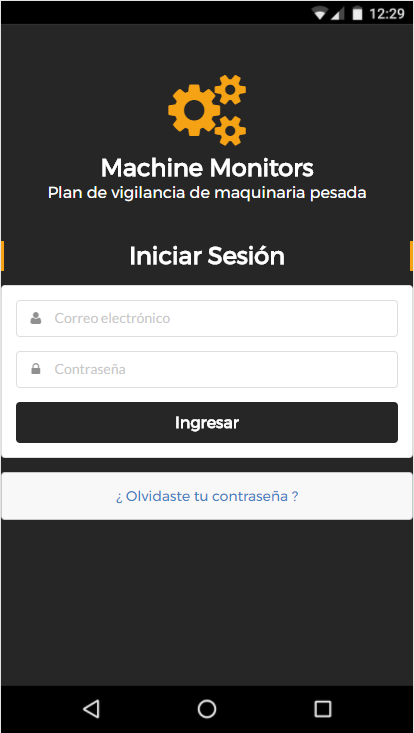 12:29
Machine Monitors
Plan de vigilancia de maquinaria pesada
Iniciar Sesión
Correo electrónico
Contraseña
Ingresar
¿ Olvidaste tu contraseña ?